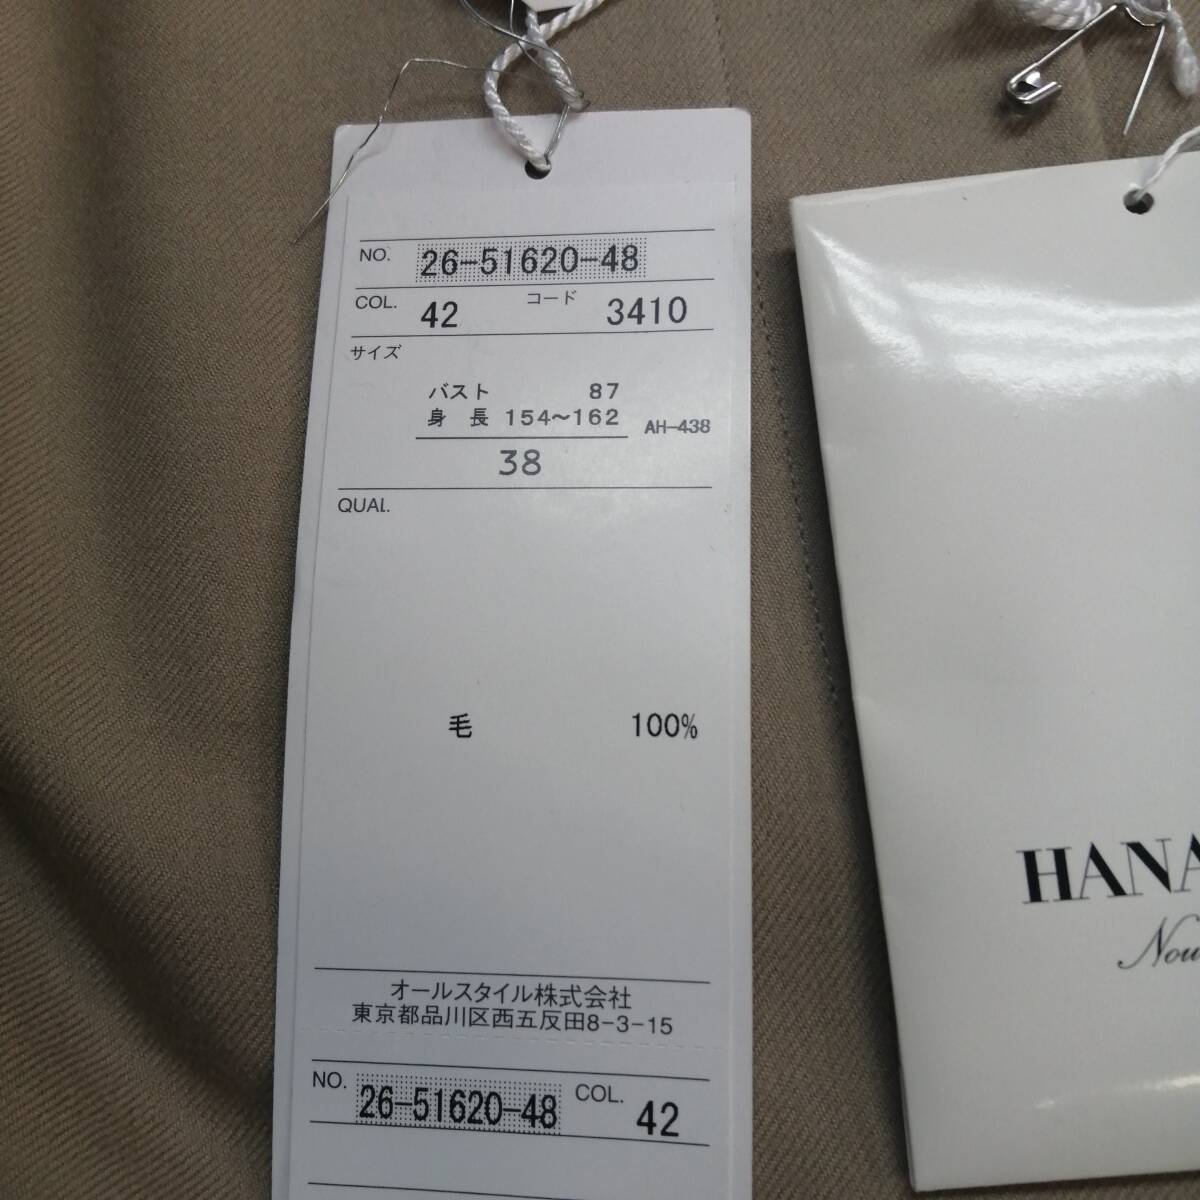 NO. 26-51620-48
COL. 42 コード 3410
サイズ
バスト 87
身 長 154～162 AH-438
38
QUAL.
毛 100%
オールスタイル株式会社
東京都品川区西五反田8-3-15
NO. 26-51620-48 COL. 42
HANA
Nou